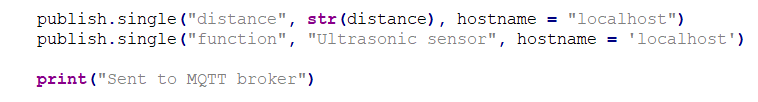 publish.single("distance", str(distance), hostname = "localhost")
publish.single("function", "Ultrasonic sensor", hostname = 'localhost')
print("Sent to MQTT broker")